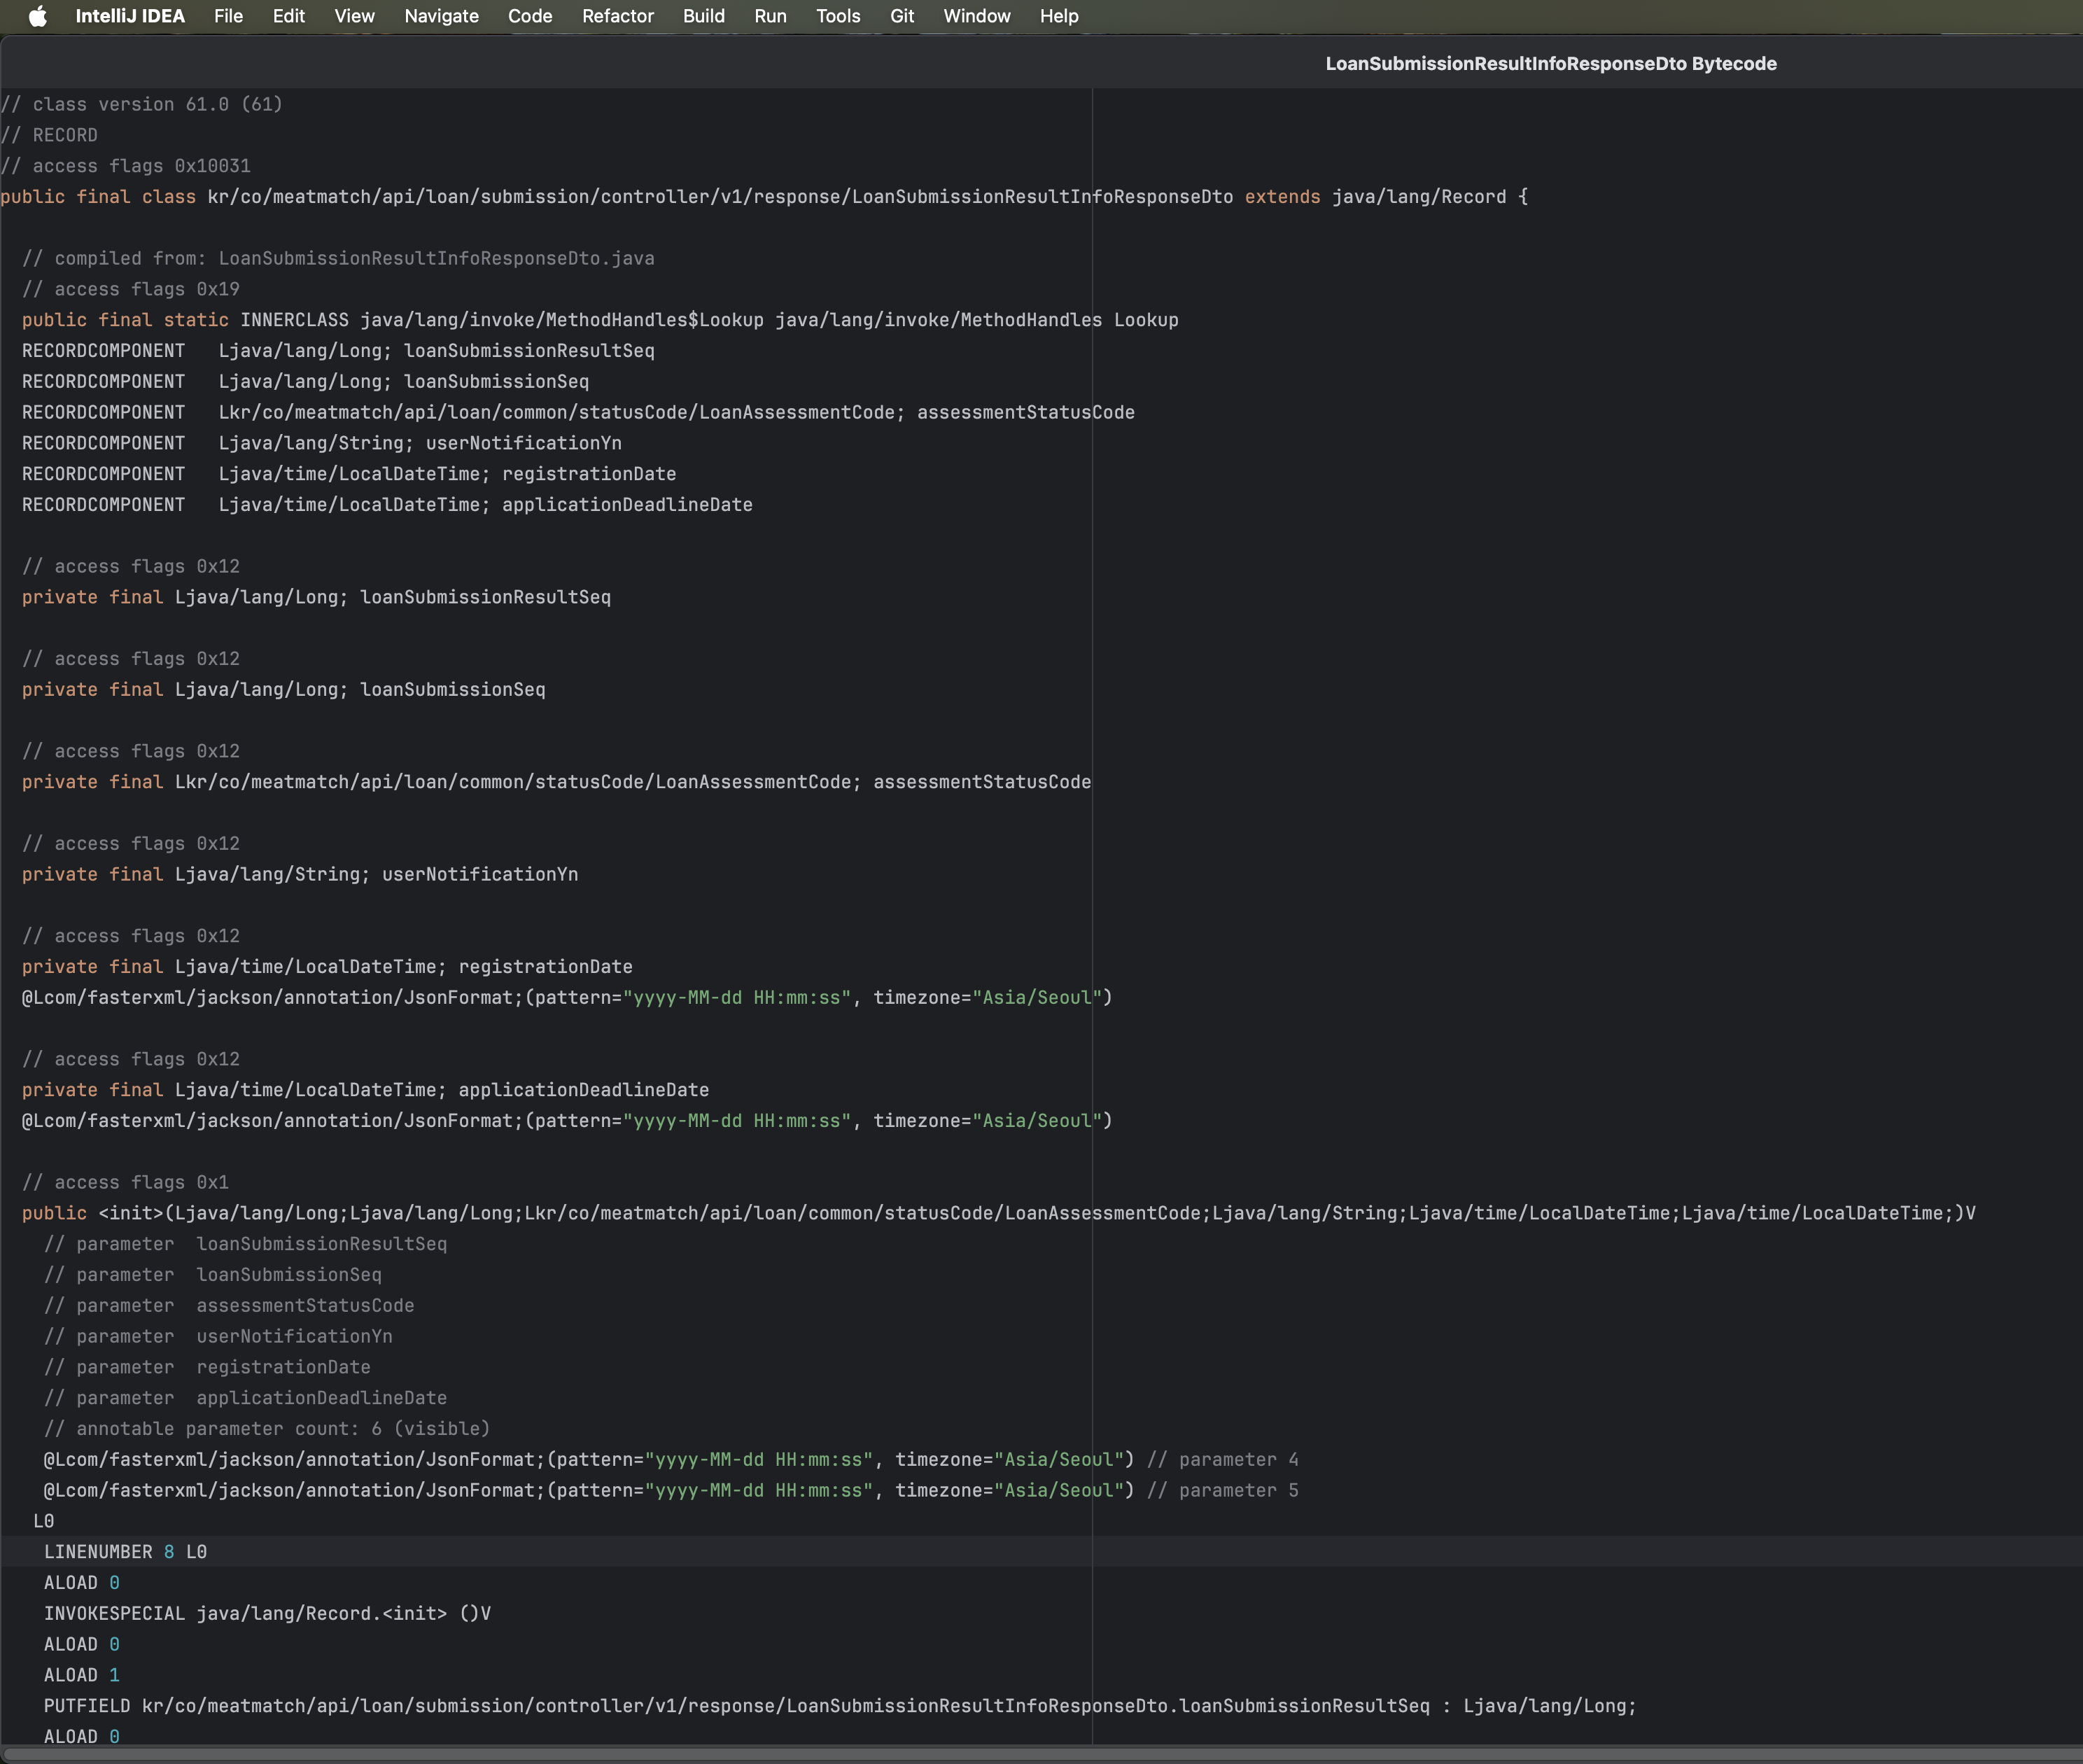 IntelliJ IDEA File Edit View Navigate Code Refactor Build Run Tools Git Window Help
LoanSubmissionResultInfoResponseDto Bytecode
// class version 61.0 (61)
// RECORD
// access flags 0x10031
public final class kr/co/meatmatch/api/loan/submission/controller/v1/response/LoanSubmissionResultInfoResponseDto extends java/lang/Record {
// compiled from: LoanSubmissionResultInfoResponseDto.java
// access flags 0x19
public final static INNERCLASS java/lang/invoke/MethodHandles$Lookup java/lang/invoke/MethodHandles Lookup
RECORDCOMPONENT Ljava/lang/Long; loanSubmissionResultSeq
RECORDCOMPONENT Ljava/lang/Long; loanSubmissionSeq
RECORDCOMPONENT Lkr/co/meatmatch/api/loan/common/statusCode/LoanAssessmentCode; assessmentStatusCode
RECORDCOMPONENT Ljava/lang/String; userNotificationYn
RECORDCOMPONENT Ljava/time/LocalDateTime; registrationDate
RECORDCOMPONENT Ljava/time/LocalDateTime; applicationDeadlineDate
// access flags 0x12
private final Ljava/lang/Long; loanSubmissionResultSeq
// access flags 0x12
private final Ljava/lang/Long; loanSubmissionSeq
// access flags 0x12
private final Lkr/co/meatmatch/api/loan/common/statusCode/LoanAssessmentCode; assessmentStatusCode
// access flags 0x12
private final Ljava/lang/String; userNotificationYn
// access flags 0x12
private final Ljava/time/LocalDateTime; registrationDate
@Lcom/fasterxml/jackson/annotation/JsonFormat;(pattern="yyyy-MM-dd HH:mm:ss", timezone="Asia/Seoul")
// access flags 0x12
private final Ljava/time/LocalDateTime; applicationDeadlineDate
@Lcom/fasterxml/jackson/annotation/JsonFormat;(pattern="yyyy-MM-dd HH:mm:ss", timezone="Asia/Seoul")
// access flags 0x1
public <init>(Ljava/lang/Long;Ljava/lang/Long;Lkr/co/meatmatch/api/loan/common/statusCode/LoanAssessmentCode;Ljava/lang/String;Ljava/time/LocalDateTime;Ljava/time/LocalDateTime;)V
// parameter loanSubmissionResultSeq
// parameter loanSubmissionSeq
// parameter assessmentStatusCode
// parameter userNotificationYn
// parameter registrationDate
// parameter applicationDeadlineDate
// annotable parameter count: 6 (visible)
@Lcom/fasterxml/jackson/annotation/JsonFormat;(pattern="yyyy-MM-dd HH:mm:ss", timezone="Asia/Seoul") // parameter 4
@Lcom/fasterxml/jackson/annotation/JsonFormat;(pattern="yyyy-MM-dd HH:mm:ss", timezone="Asia/Seoul") // parameter 5
L0
LINENUMBER 8 L0
ALOAD 0
INVOKESPECIAL java/lang/Record.<init> ()V
ALOAD 0
ALOAD 1
PUTFIELD kr/co/meatmatch/api/loan/submission/controller/v1/response/LoanSubmissionResultInfoResponseDto.loanSubmissionResultSeq : Ljava/lang/Long;
ALOAD 0